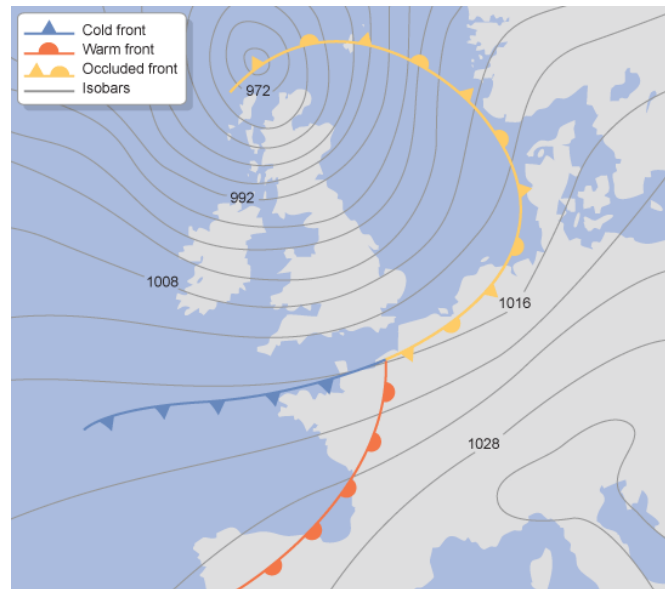 Cold front
Warm front
Occluded front
Isobars
972
992
1008
1016
1028